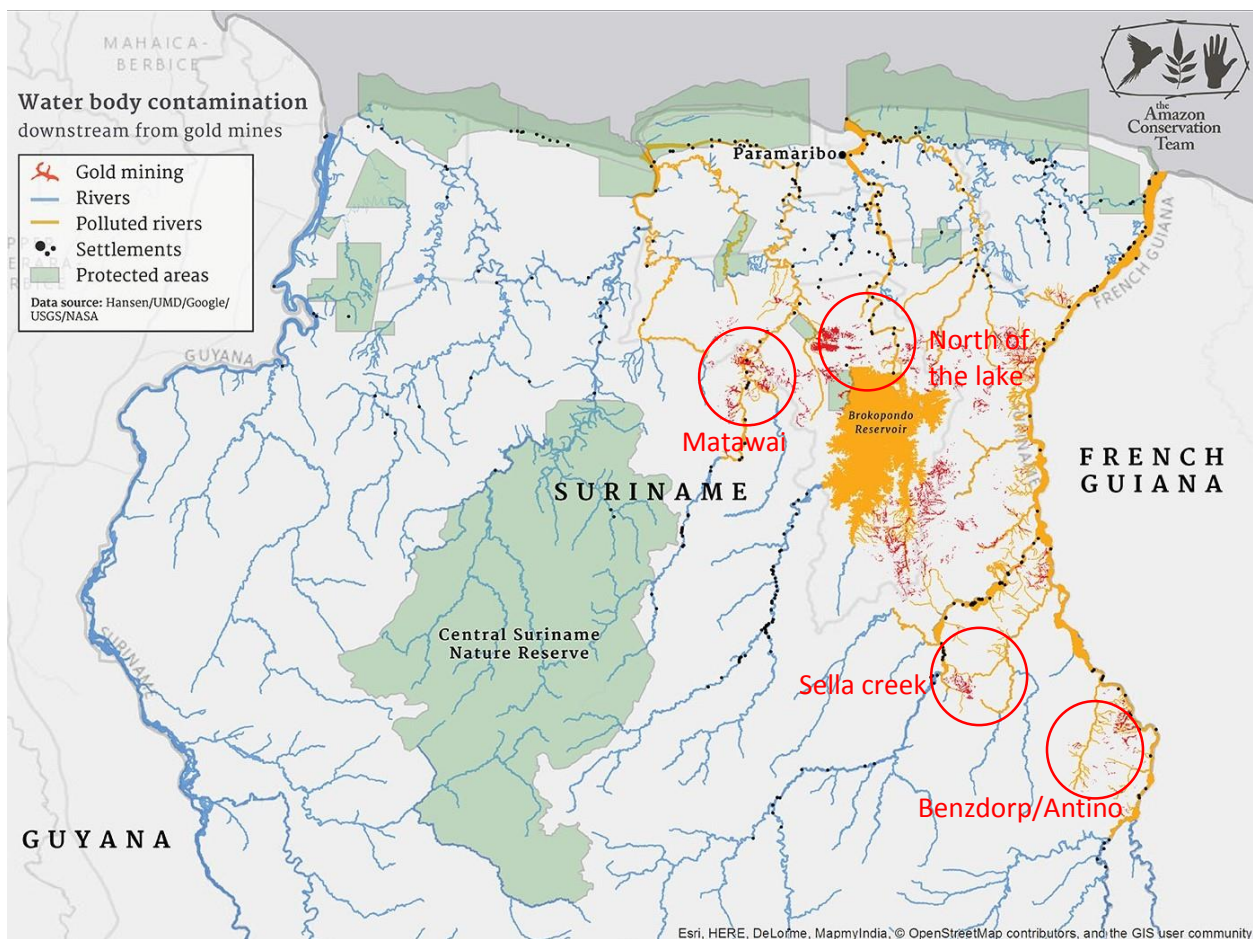 MAHAICA-
BERBICE
Water body contamination
downstream from gold mines
Gold mining
Rivers
Polluted rivers
Settlements
Protected areas
Data source: Hansen/UMD/Google/
USGS/NASA
the
Amazon
Conservation
Team
Paramaribo
FRENCH GUIANA
GUYANA
North of
the lake
Matawai
Brokopondo
Reservoir
SURINAME
SURINAME
FRENCH
GUIANA
Central Suriname
Nature Reserve
SURINAME
Sella creek
Benzdorp/Antino
GUYANA
Esri, HERE, DeLorme, MapmyIndia, © OpenStreetMap contributors, and the GIS user community